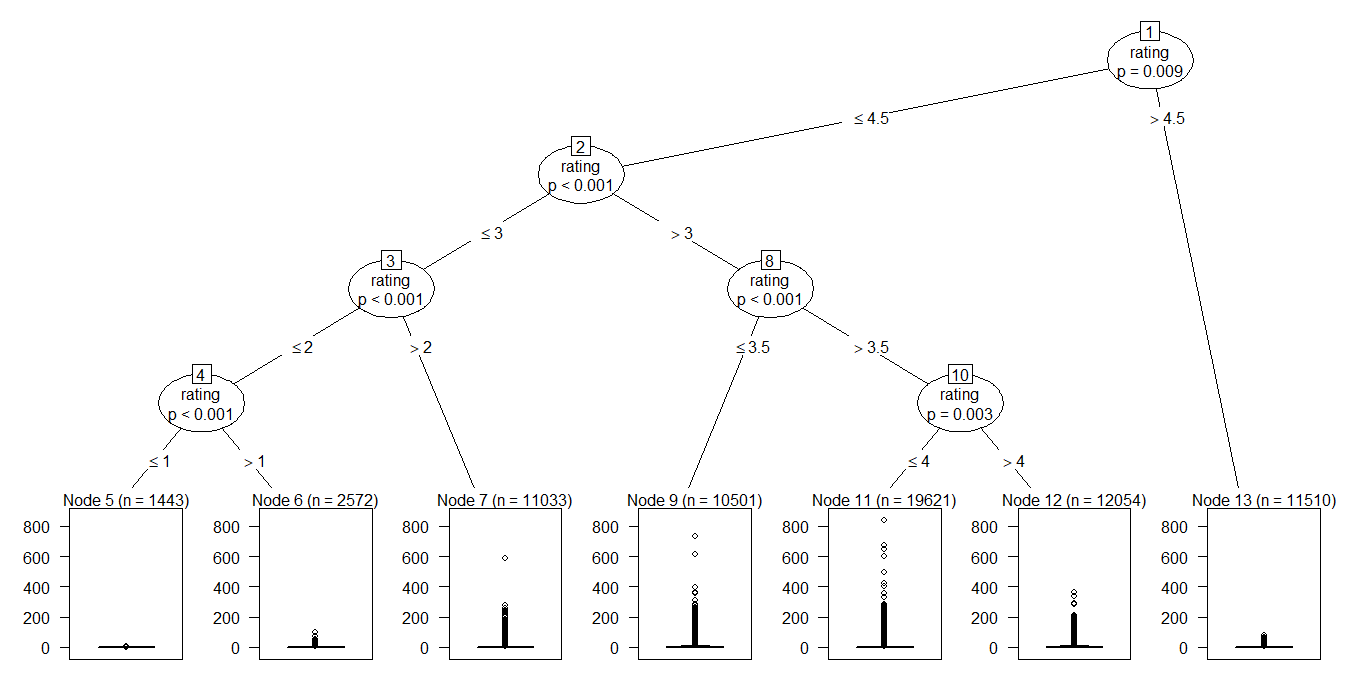 1
rating
p = 0.009
≤ 4.5
> 4.5
2
rating
p < 0.001
≤ 3
> 3
3
rating
p < 0.001
8
rating
p < 0.001
≤ 2
> 2
≤ 3.5
> 3.5
4
rating
p < 0.001
10
rating
p = 0.003
≤ 1
> 1
≤ 4
> 4
Node 5 (n = 1443)
800
600
400
200
0
Node 6 (n = 2572)
800
600
400
200
0
Node 7 (n = 11033)
800
600
400
200
0
Node 9 (n = 10501)
800
600
400
200
0
Node 11 (n = 19621)
800
600
400
200
0
Node 12 (n = 12054)
800
600
400
200
0
Node 13 (n = 11510)
800
600
400
200
0